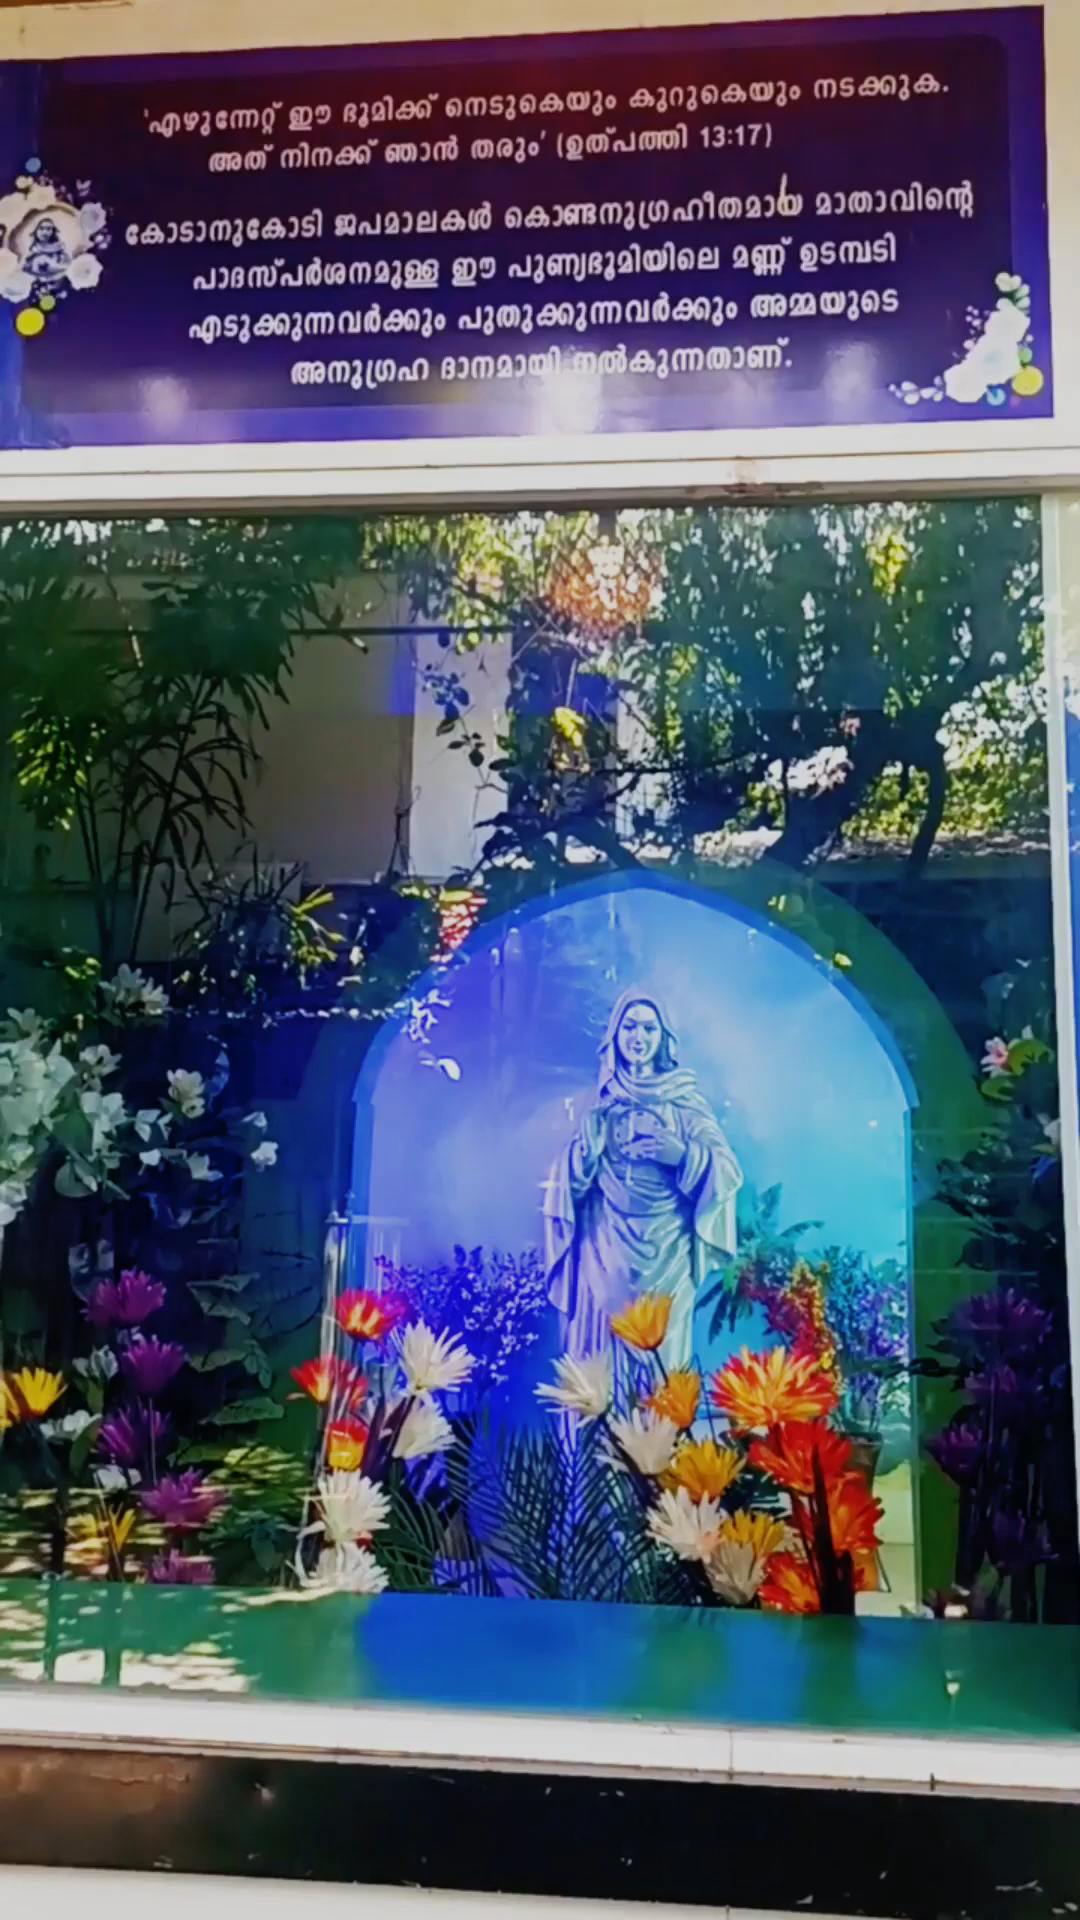 'എഴുന്നേറ്റ് ഈ ഭൂമിക്ക് നെടുകെയും കുറുകെയും നടക്കുക.
അത് നിനക്ക് ഞാൻ തരും' (ഉത്പത്തി 13:17)
കോടാനുകോടി ജപമാലകൾ കൊണ്ടനുഗ്രഹീതമായ മാതാവിന്റെ
പാദസ്പർശനമുള്ള ഈ പുണ്യഭൂമിയിലെ മണ്ണ് ഉടമ്പടി
എടുക്കുന്നവർക്കും പുതുക്കുന്നവർക്കും അമ്മയുടെ
അനുഗ്രഹ ദാനമായി നൽകുന്നതാണ്.